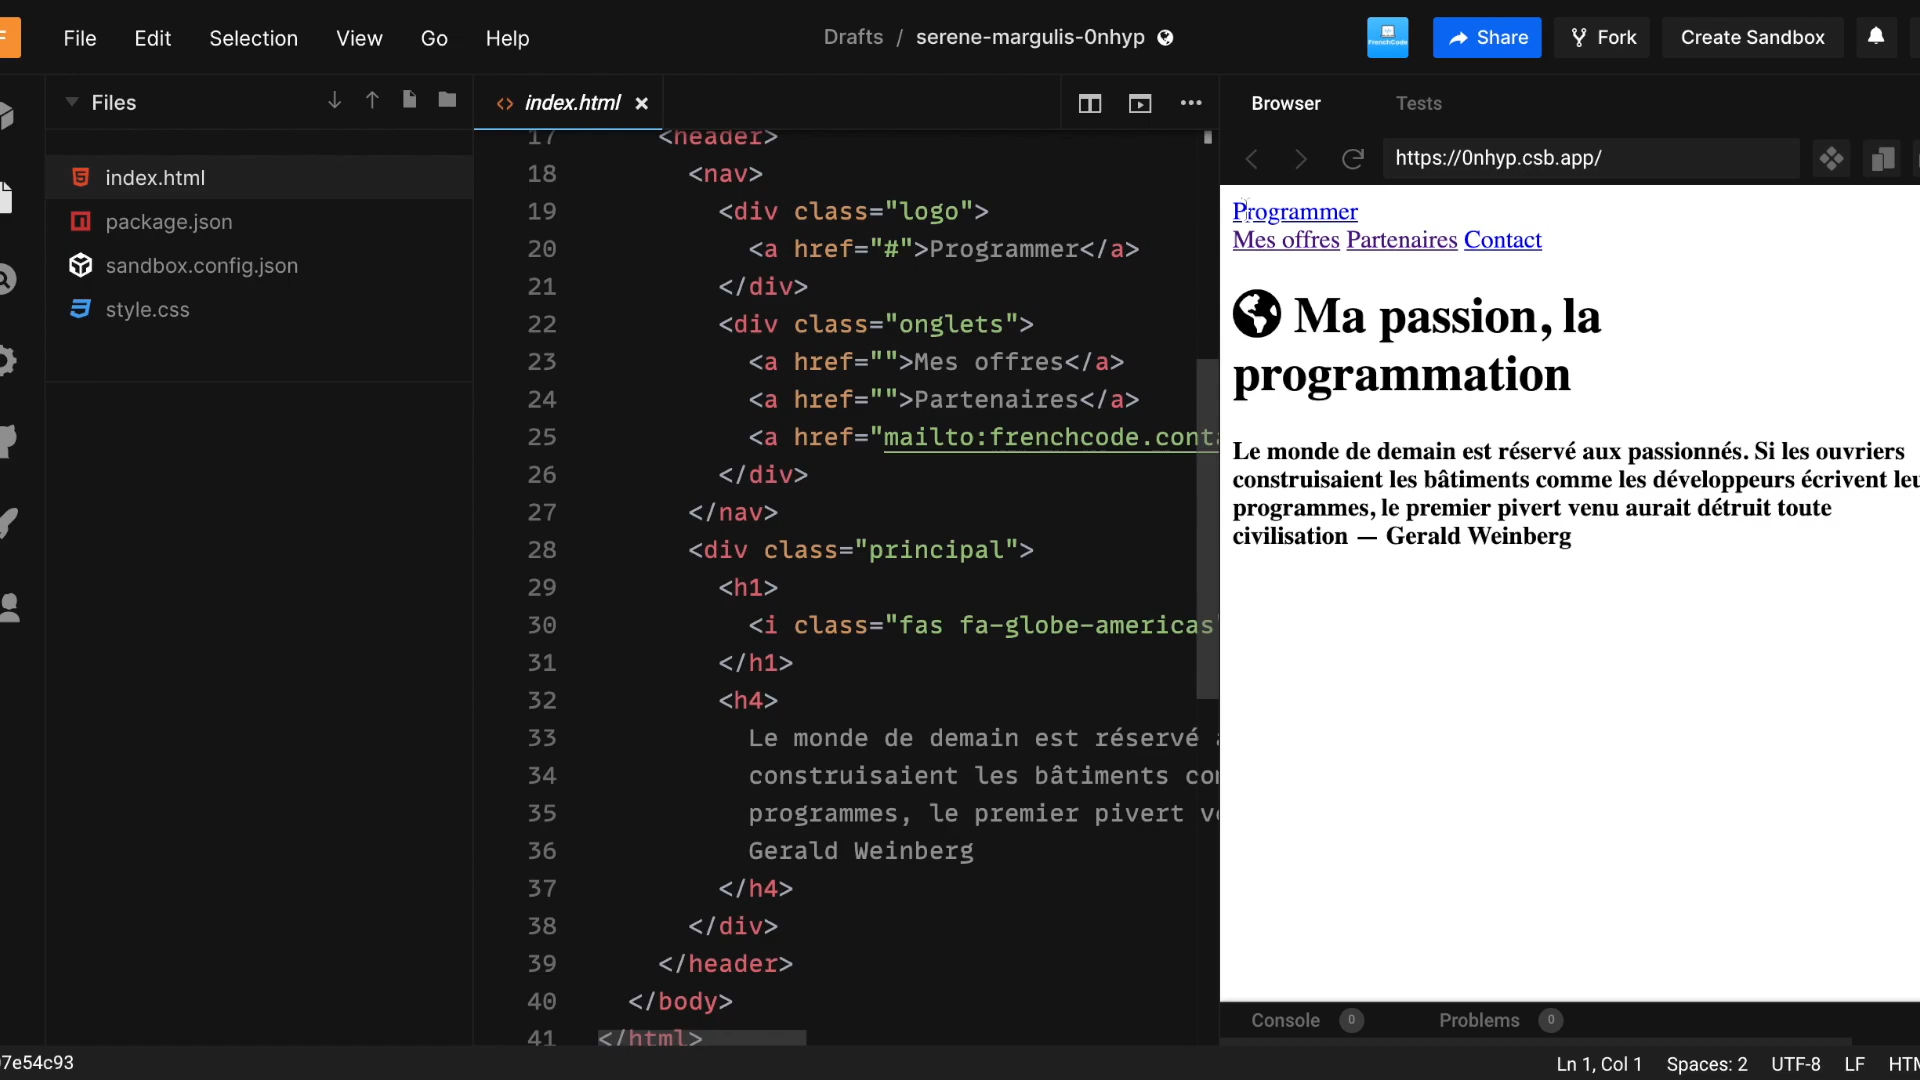 File Edit Selection View Go Help
Drafts / serene-margulis-0nhyp
FrenchCode
Share
Fork
Create Sandbox
Files
index.html
package.json
sandbox.config.json
style.css
<> index.html
17 <header>
18 <nav>
19 <div class="logo">
20 <a href="#">Programmer</a>
21 </div>
22 <div class="onglets">
23 <a href="">Mes offres</a>
24 <a href="">Partenaires</a>
25 <a href="mailto:frenchcode.cont
26 </div>
27 </nav>
28 <div class="principal">
29 <h1>
30 <i class="fas fa-globe-americas
31 </h1>
32 <h4>
33 Le monde de demain est réservé
34 construisaient les bâtiments
35 programmes, le premier pivert
36 Gerald Weinberg
37 </h4>
38 </div>
39 </header>
40 </body>
41 </html>
Browser Tests
https://0nhyp.csb.app/
Programmer
Mes offres Partenaires Contact
Ma passion, la
programmation
Le monde de demain est réservé aux passionnés. Si les ouvriers
construisaient les bâtiments comme les développeurs écrivent
programmes, le premier pivert venu aurait détruit toute
civilisation — Gerald Weinberg
Console 0 Problems 0
7e54c93
Ln 1, Col 1 Spaces: 2 UTF-8 LF